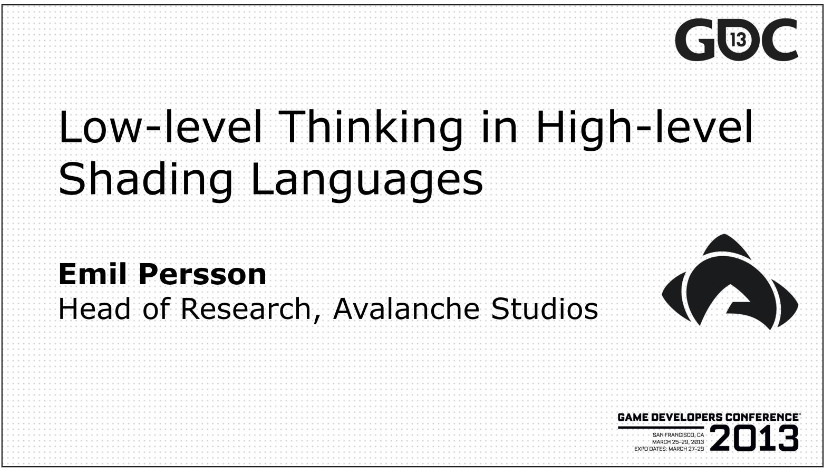 GDC 13
Low-level Thinking in High-level
Shading Languages
Emil Persson
Head of Research, Avalanche Studios
GAME DEVELOPERS CONFERENCE
SAN FRANCISCO, CA
MARCH 25-29, 2013
EXPO DATES: MARCH 27-29
2013